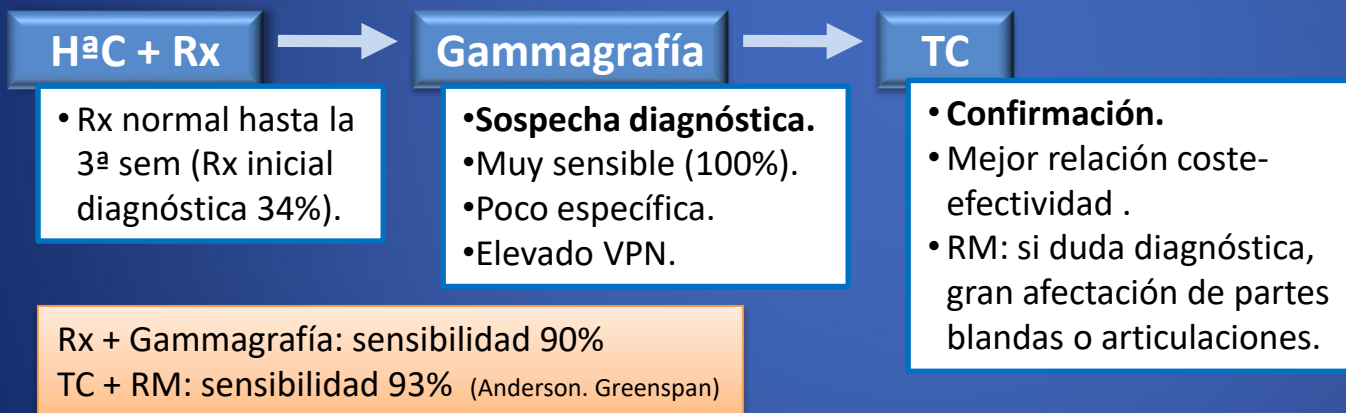 HªC + Rx
• Rx normal hasta la
3ª sem (Rx inicial
diagnóstica 34%).
Gammagrafía
•Sospecha diagnóstica.
•Muy sensible (100%).
•Poco específica.
•Elevado VPN.
TC
• Confirmación.
• Mejor relación coste-
efectividad .
• RM: si duda diagnóstica,
gran afectación de partes
blandas o articulaciones.
Rx + Gammagrafía: sensibilidad 90%
TC + RM: sensibilidad 93% (Anderson. Greenspan)